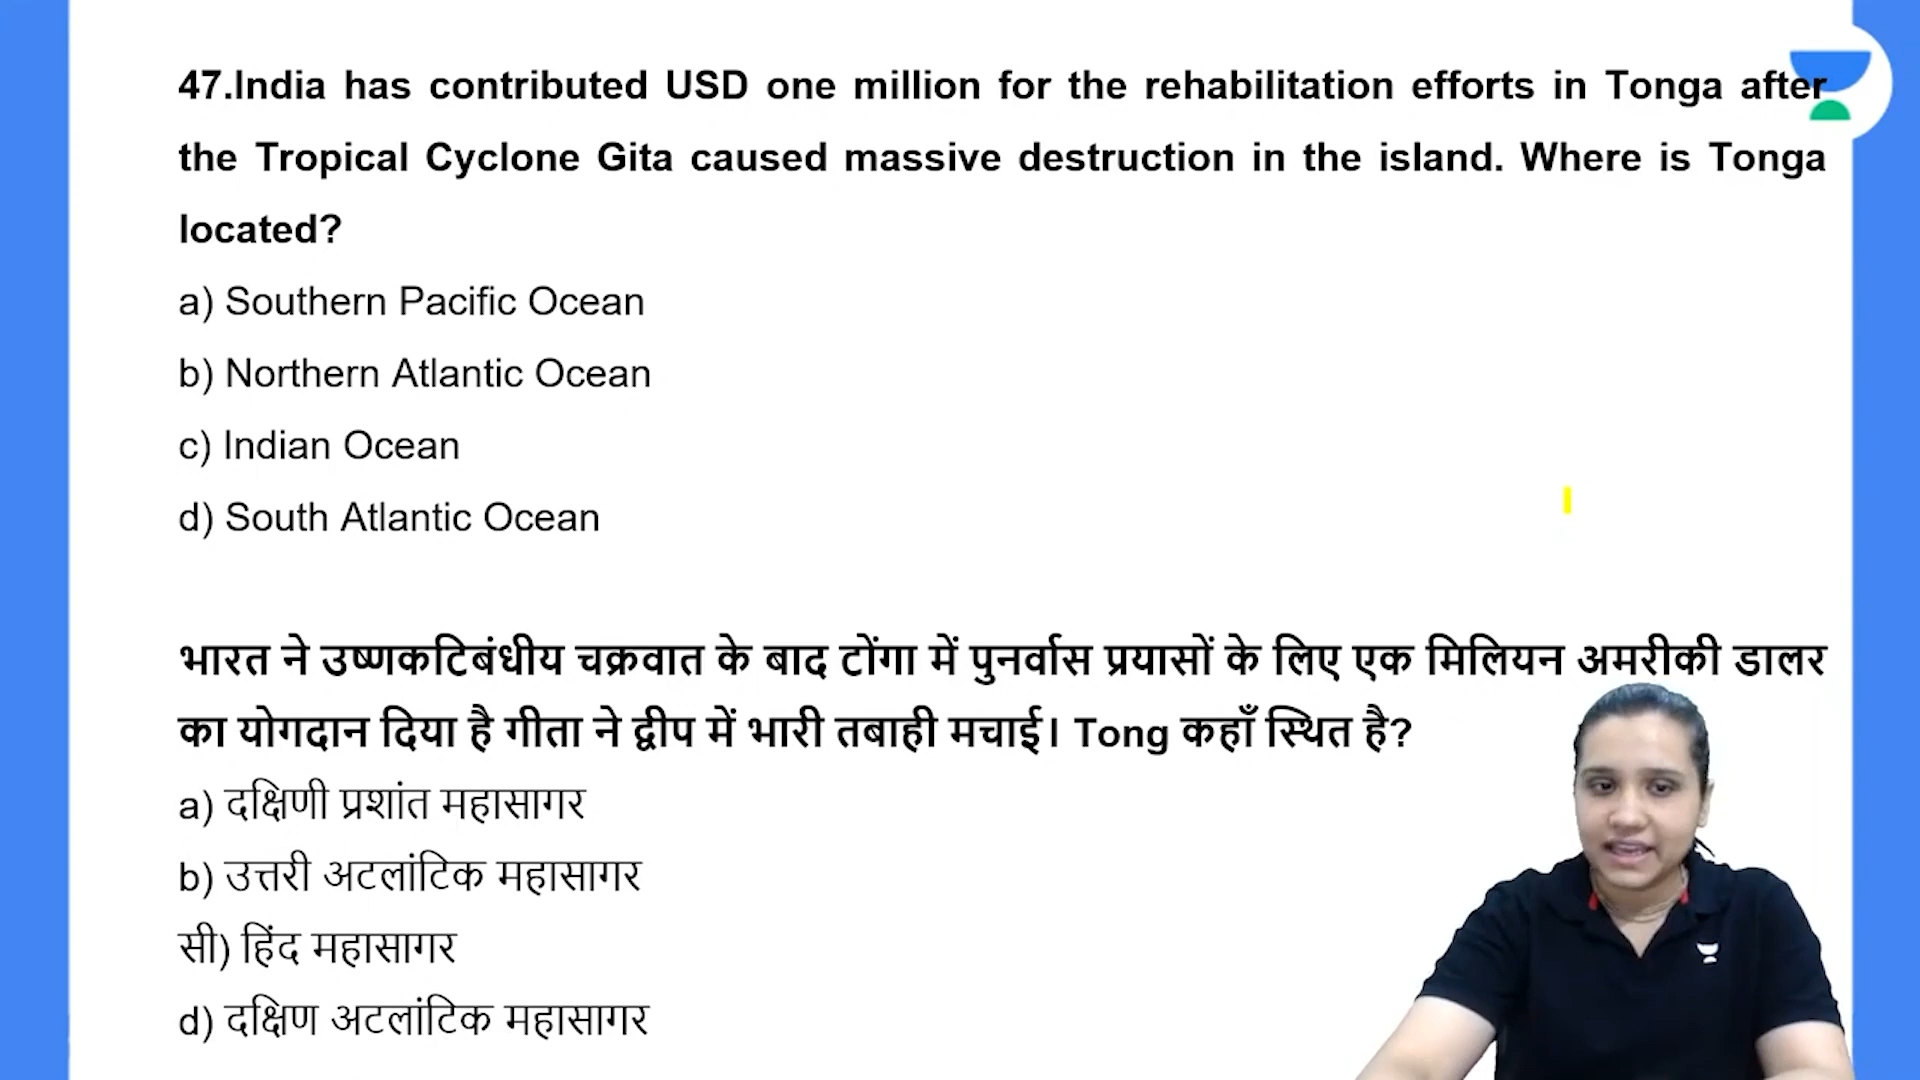 47.India has contributed USD one million for the rehabilitation efforts in Tonga after
the Tropical Cyclone Gita caused massive destruction in the island. Where is Tonga
located?
a) Southern Pacific Ocean
b) Northern Atlantic Ocean
c) Indian Ocean
d) South Atlantic Ocean
भारत ने उष्णकटिबंधीय चक्रवात के बाद टोंगा में पुनर्वास प्रयासों के लिए एक मिलियन अमरीकी डालर
का योगदान दिया है गीता ने द्वीप में भारी तबाही मचाई। Tong कहाँ स्थित है?
a) दक्षिणी प्रशांत महासागर
b) उत्तरी अटलांटिक महासागर
सी) हिंद महासागर
d) दक्षिण अटलांटिक महासागर